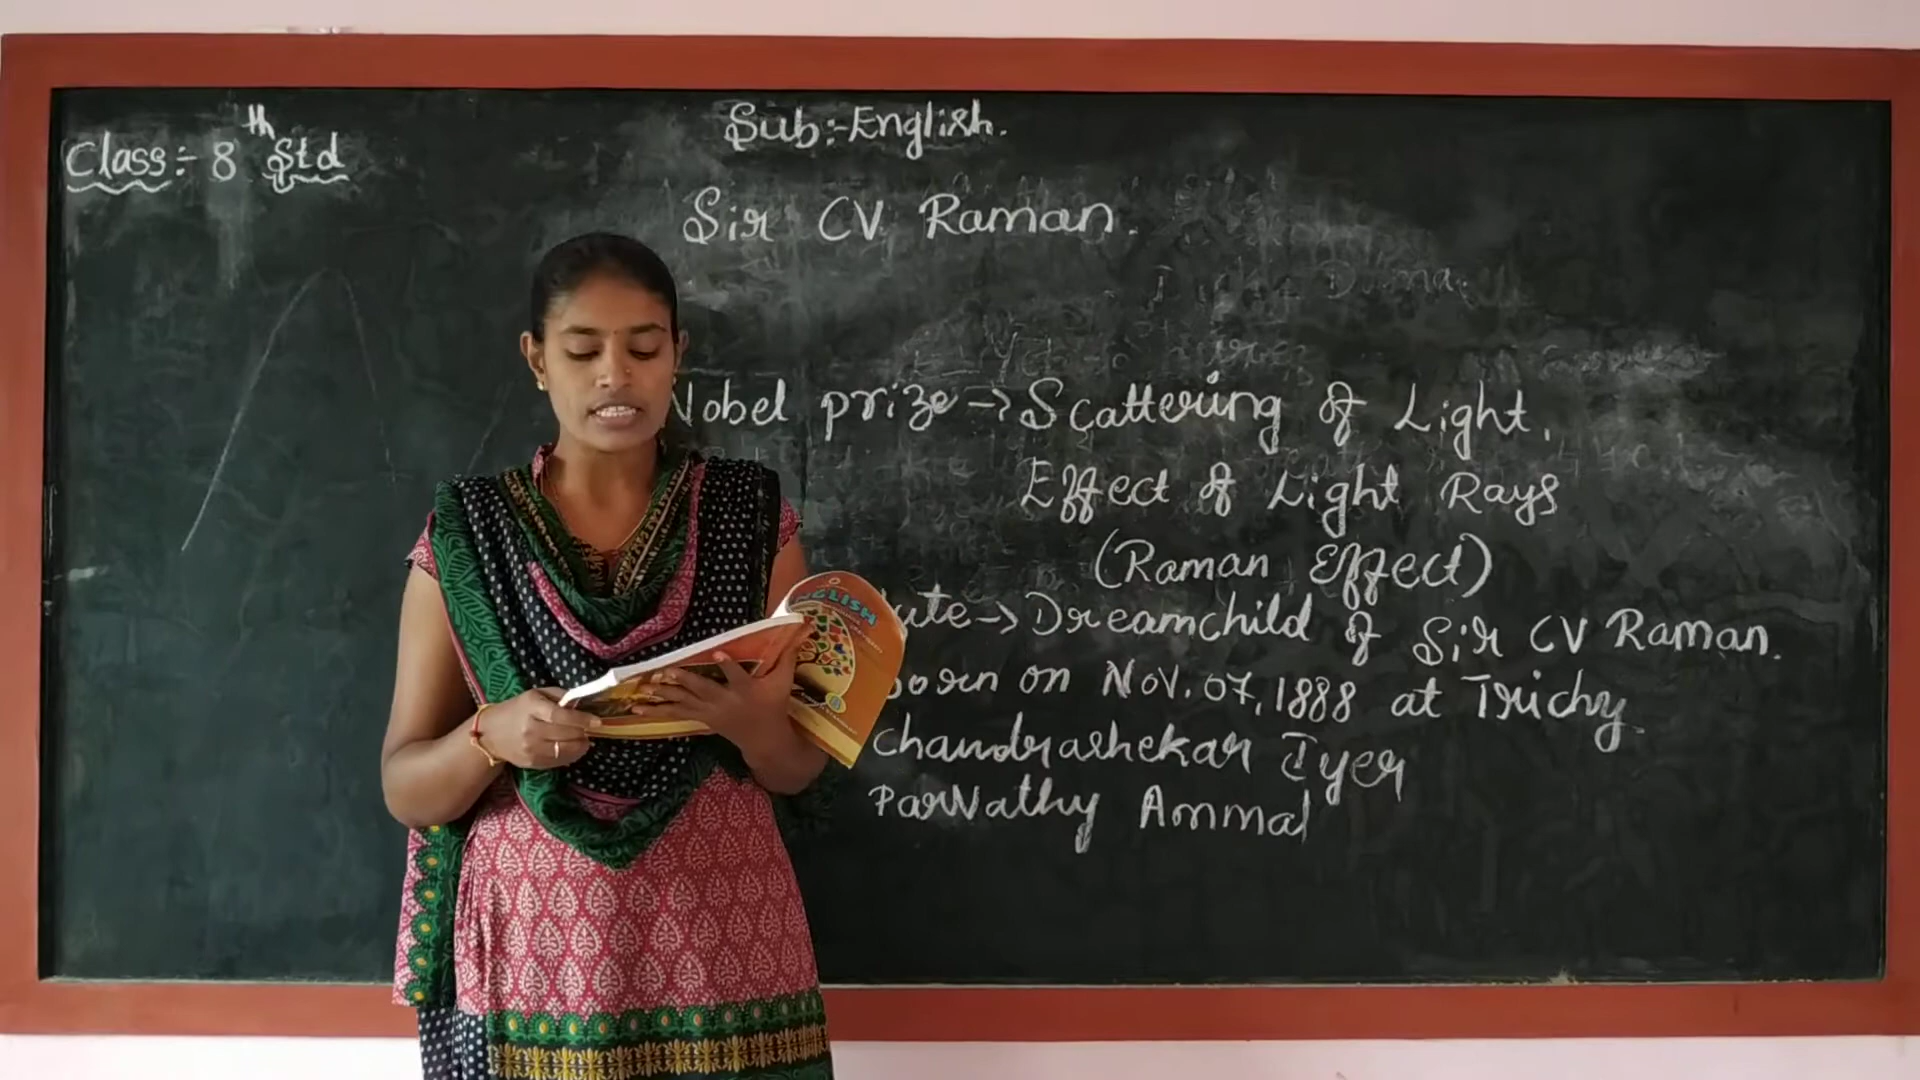 Class:- 8th Std
Sub:-English.
Sir CV Raman.
Nobel prize → Scattering of Light.
Effect of Light Rays
(Raman Effect)
ute → Dreamchild of Sir CV Raman.
born on Nov. 07, 1888 at Trichy
Chandrashekar Iyer
Parvathy Ammal
ENGLISH